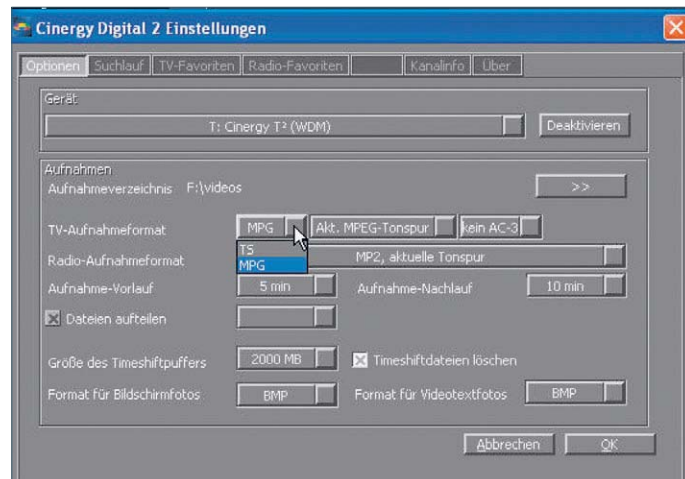 Cinergy Digital 2 Einstellungen
Optionen Suchlauf TV-Favoriten Radio-Favoriten Kanalinfo Über
Gerät
T: Cinergy T² (WDM) Deaktivieren
Aufnahmen
Aufnahmeverzeichnis F:\videos >>
TV-Aufnahmeformat MPG Akt. MPEG-Tonspur kein AC-3
TS
MPG
Radio-Aufnahmeformat MP2, aktuelle Tonspur
Aufnahme-Vorlauf 5 min Aufnahme-Nachlauf 10 min
Dateien aufteilen
Größe des Timeshiftpuffers 2000 MB Timeshiftdateien löschen
Format für Bildschirmfotos BMP Format für Videotextfotos BMP
Abbrechen OK